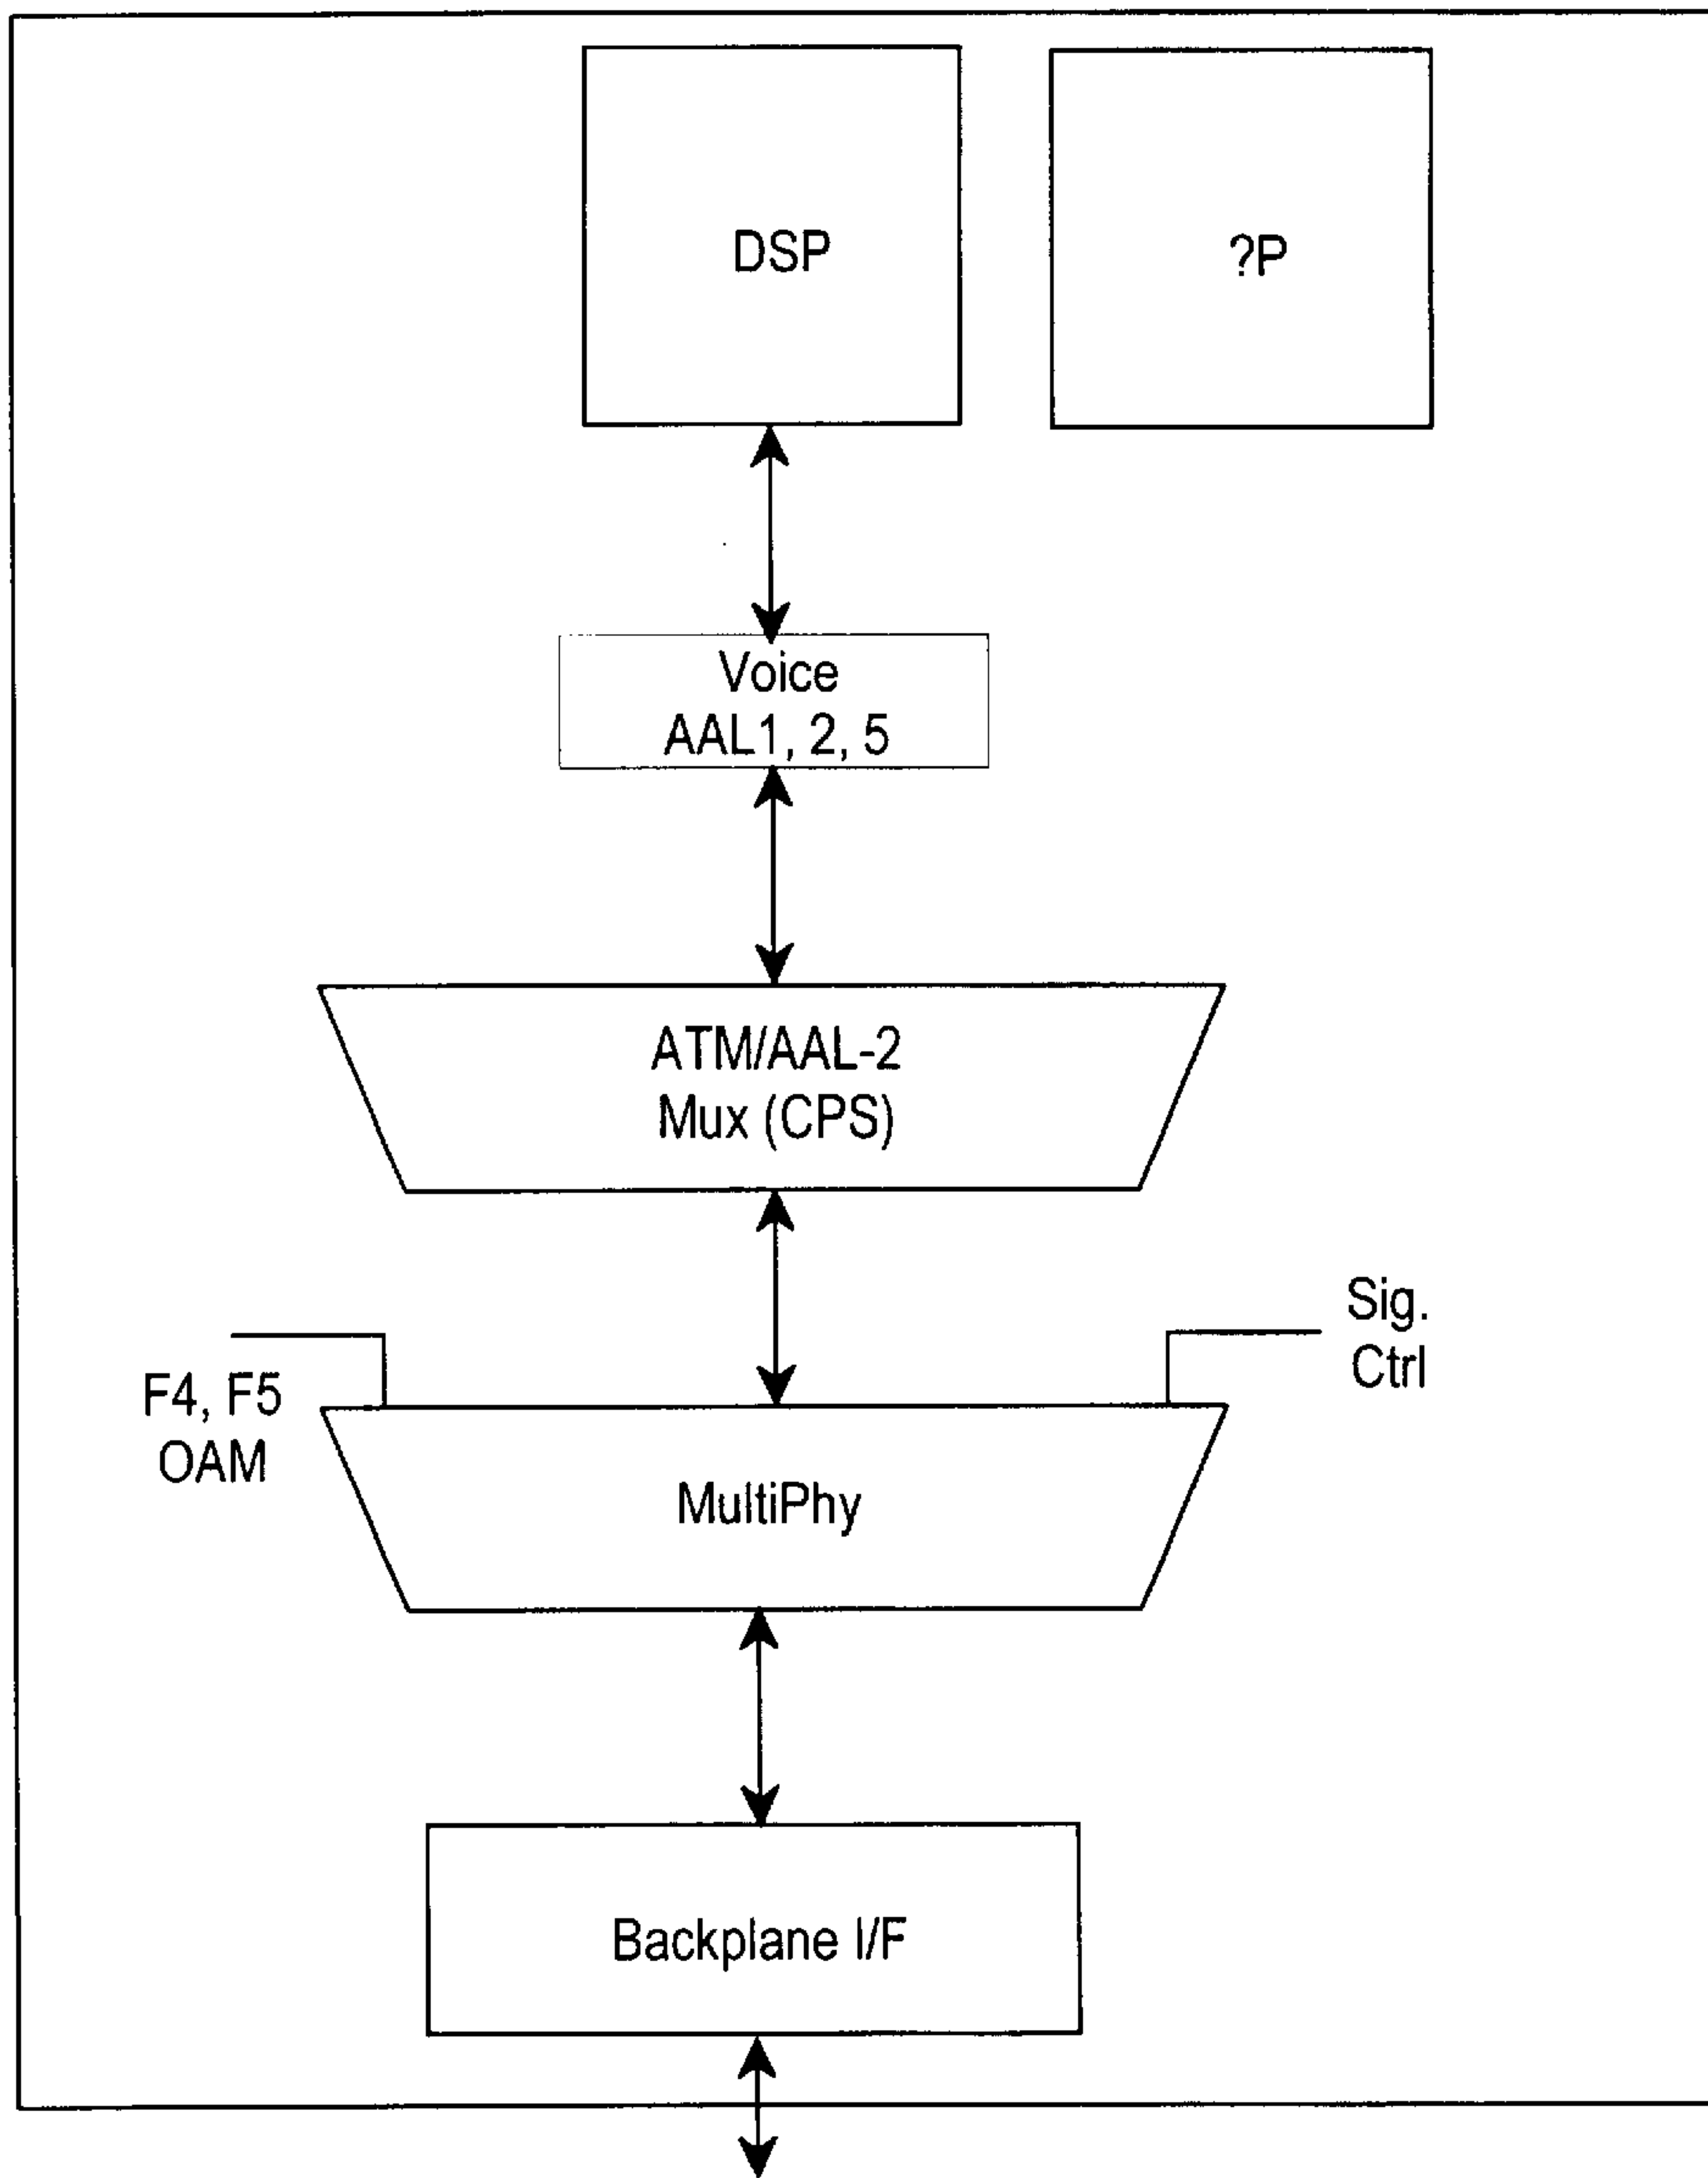 DSP
?P
Voice
AAL1, 2, 5
ATM/AAL-2
Mux (CPS)
Sig.
Ctrl
F4, F5
OAM
MultiPhy
Backplane I/F